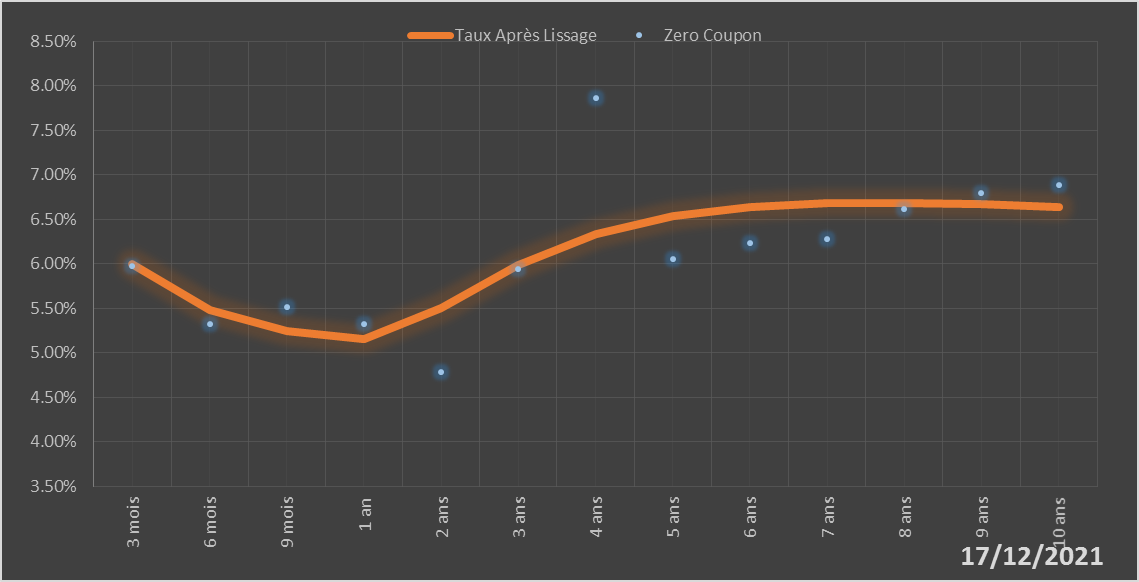 Taux Après Lissage Zero Coupon
8.50%
8.00%
7.50%
7.00%
6.50%
6.00%
5.50%
5.00%
4.50%
4.00%
3.50%
3 mois
6 mois
9 mois
1 an
2 ans
3 ans
4 ans
5 ans
6 ans
7 ans
8 ans
9 ans
10 ans
17/12/2021